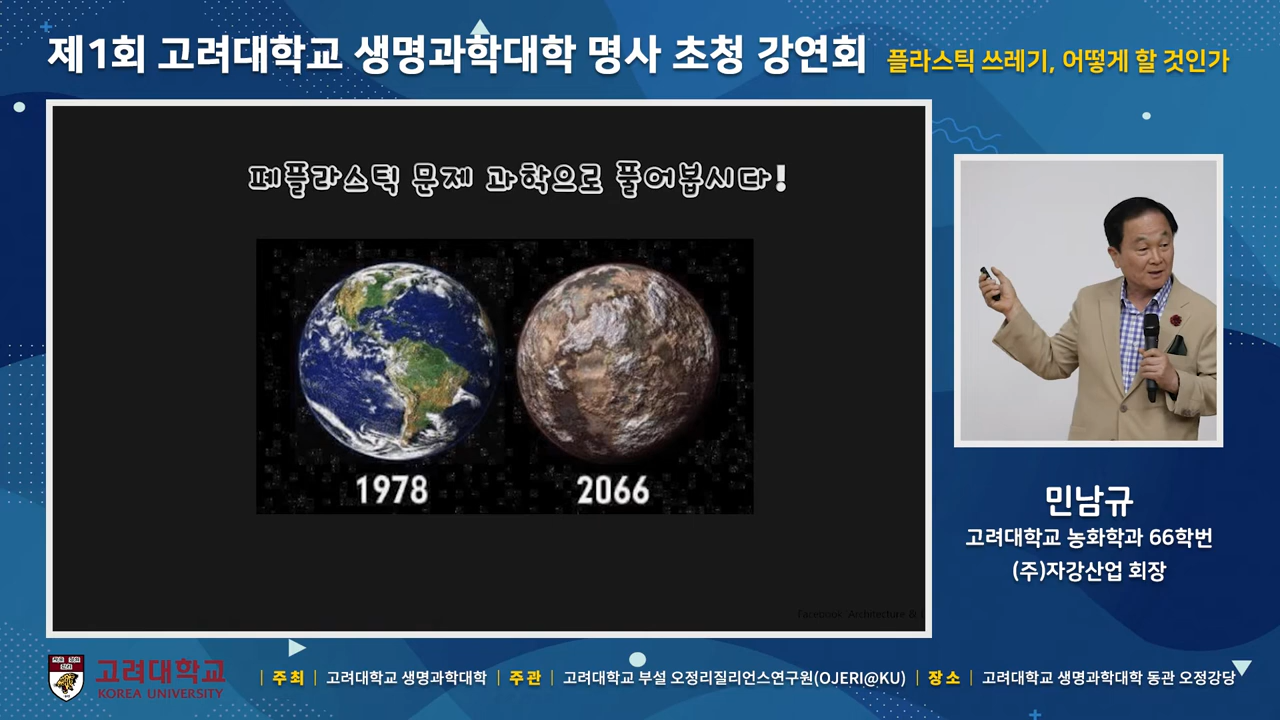 제1회 고려대학교 생명과학대학 명사 초청 강연회 플라스틱 쓰레기, 어떻게 할 것인가
폐플라스틱 문제 과학으로 풀어봅시다!
1978 2066
Facebook: Architecture &
민남규
고려대학교 농화학과 66학번
(주)자강산업 회장
고려대학교
KOREA UNIVERSITY
| 주최 | 고려대학교 생명과학대학 | 주관 | 고려대학교 부설 오정리질리언스연구원(OJERI@KU) | 장소 | 고려대학교 생명과학대학 동관 오정강당